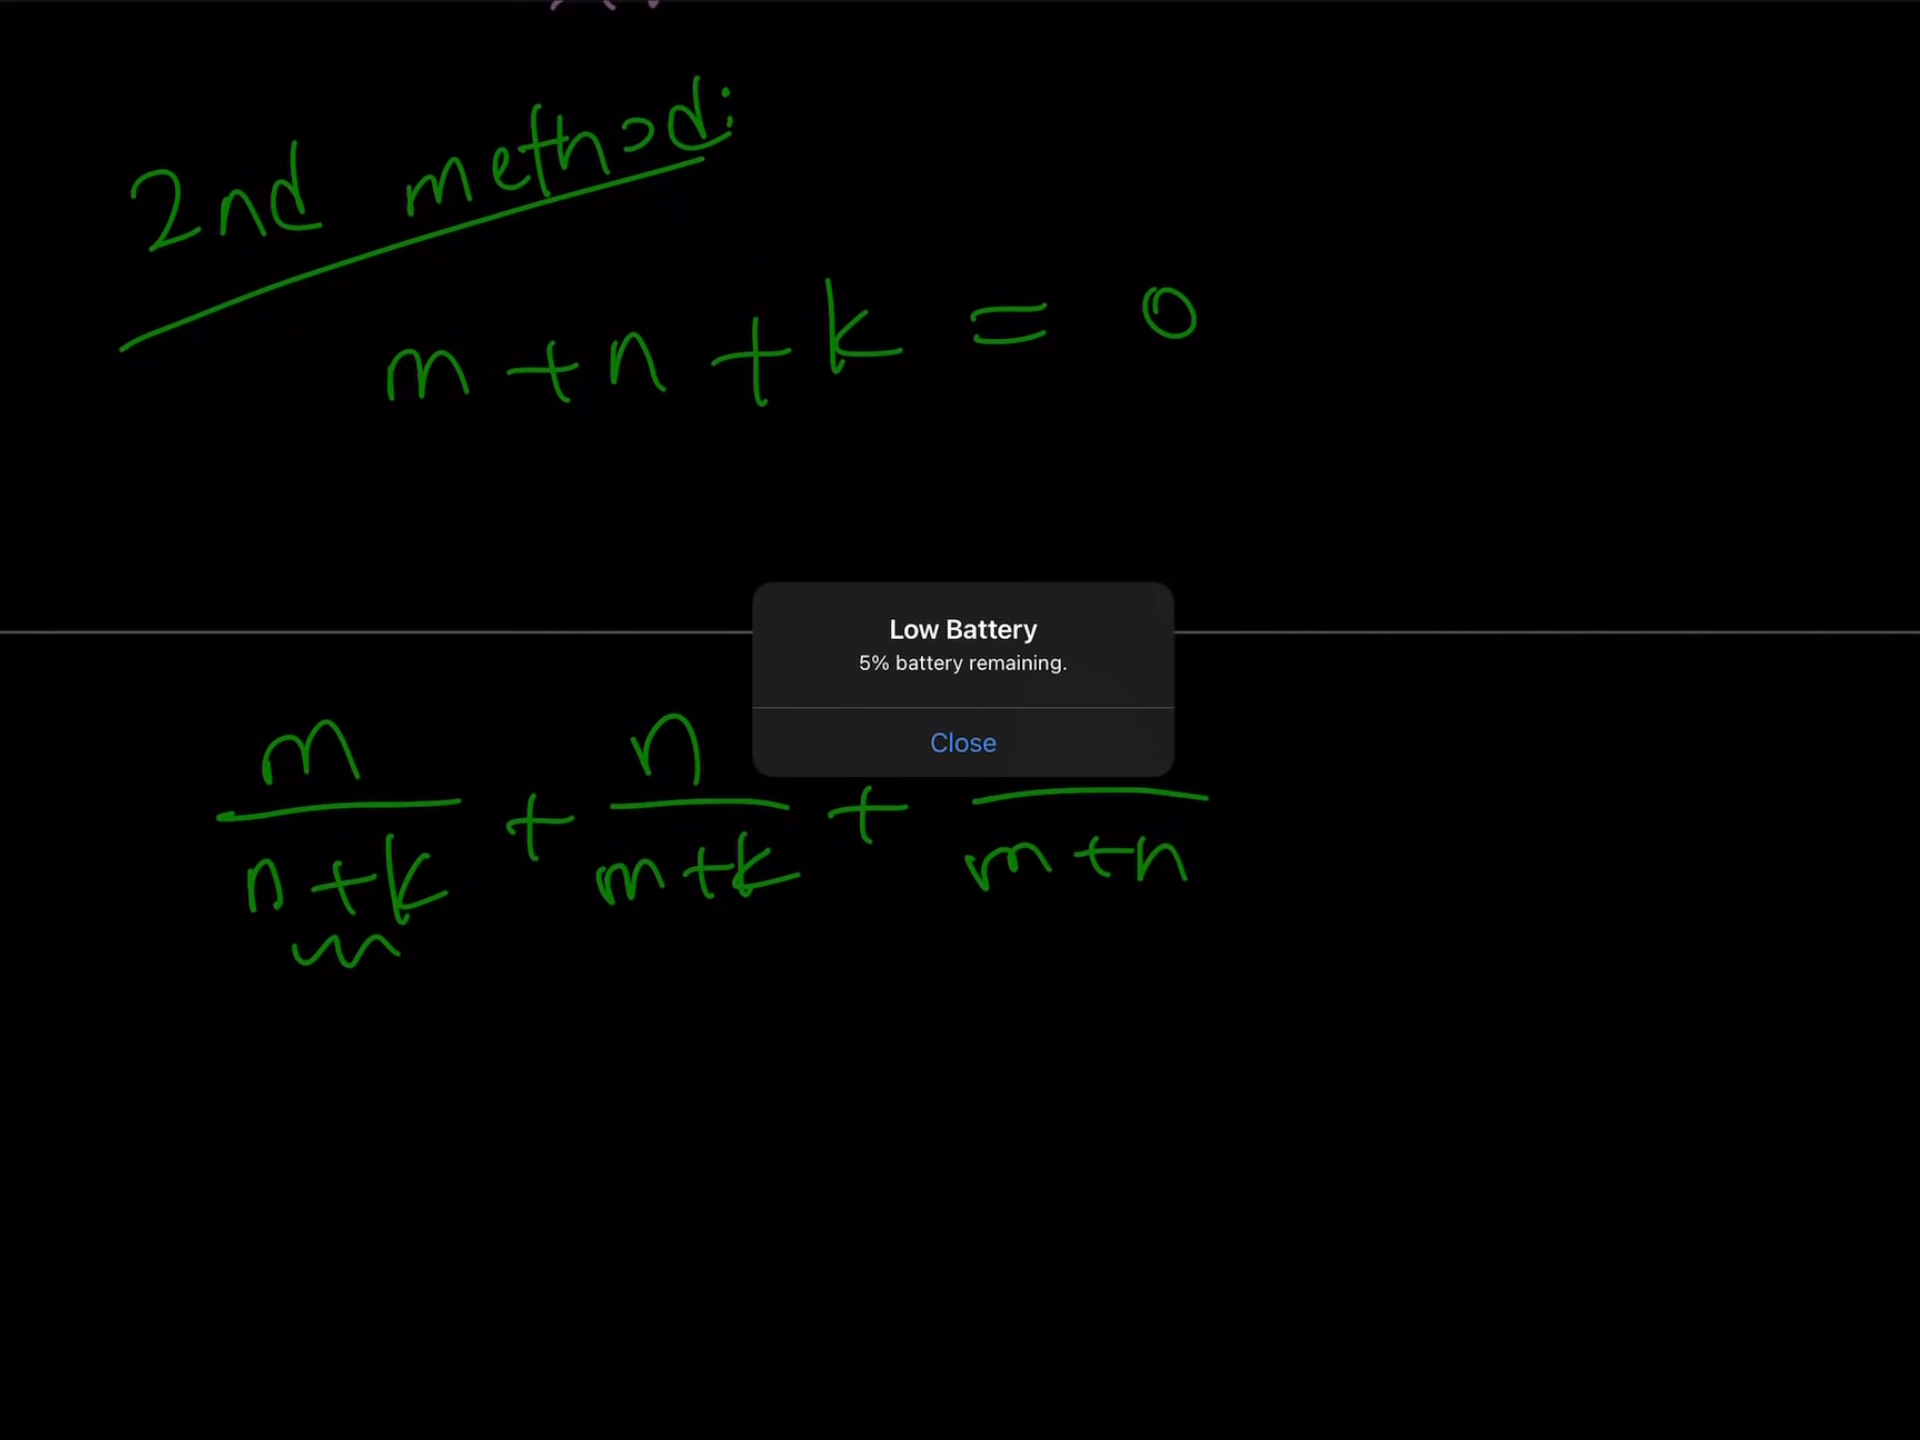 2nd method:
m + n + k = 0
Low Battery
5% battery remaining.
Close
m/(n+k) + n/(m+k) + /(m+n)